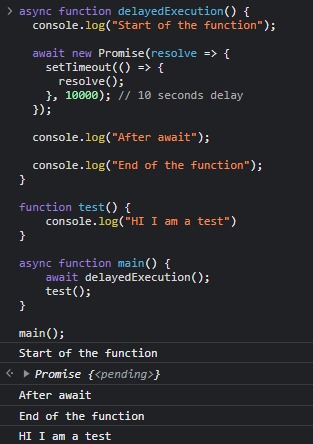 async function delayedExecution() {
  console.log("Start of the function");

  await new Promise(resolve => {
    setTimeout(() => {
      resolve();
    }, 10000); // 10 seconds delay
  });

  console.log("After await");

  console.log("End of the function");
}

function test() {
    console.log("HI I am a test")
}

async function main() {
    await delayedExecution();
    test();
}

main();
Start of the function
Promise {<pending>}
After await
End of the function
HI I am a test